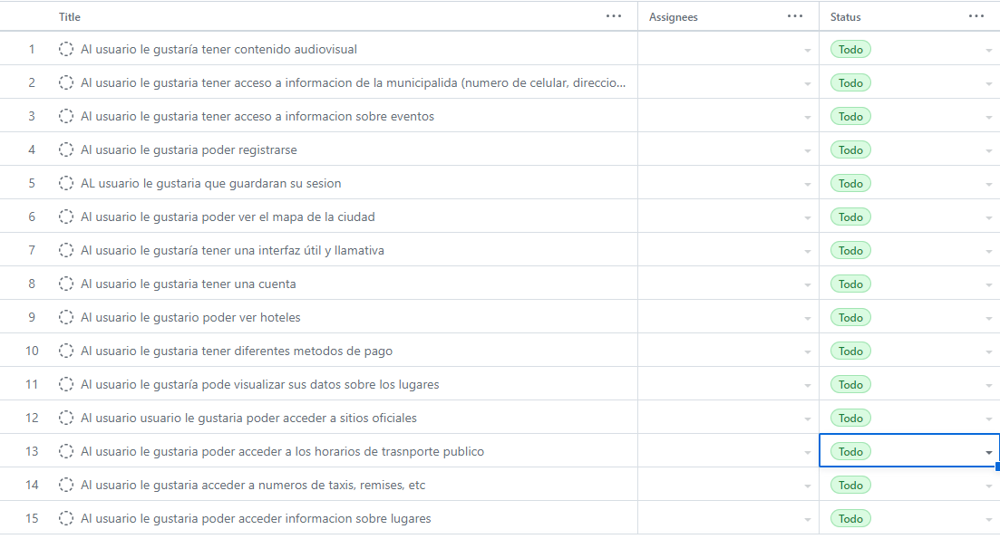 Title ... Assignees ... Status ...
1 Al usuario le gustaría tener contenido audiovisual Todo
2 Al usuario le gustaria tener acceso a informacion de la municipalida (numero de celular, direccio... Todo
3 Al usuario le gustaria tener acceso a informacion sobre eventos Todo
4 Al usuario le gustaria poder registrarse Todo
5 AL usuario le gustaria que guardaran su sesion Todo
6 Al usuario le gustaria poder ver el mapa de la ciudad Todo
7 Al usuario le gustaría tener una interfaz útil y llamativa Todo
8 Al usuario le gustaria tener una cuenta Todo
9 Al usuario le gustario poder ver hoteles Todo
10 Al usuario le gustaria tener diferentes metodos de pago Todo
11 Al usuario le gustaría pode visualizar sus datos sobre los lugares Todo
12 Al usuario usuario le gustaria poder acceder a sitios oficiales Todo
13 Al usuario le gustaria poder acceder a los horarios de trasnporte publico Todo
14 Al usuario le gustaria acceder a numeros de taxis, remises, etc Todo
15 Al usuario le gustaria poder acceder informacion sobre lugares Todo